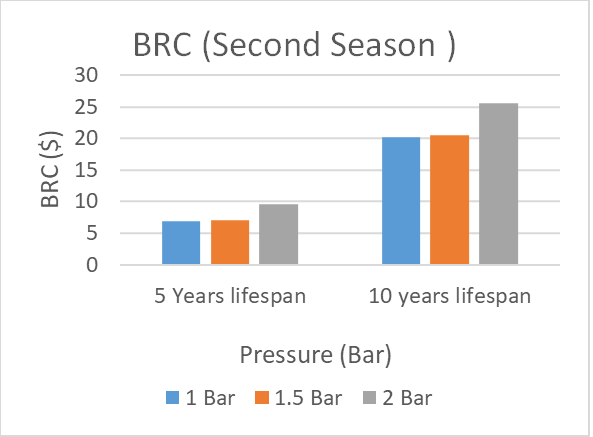 BRC (Second Season )
30
25
20
15
10
5
0
BRC ($)
5 Years lifespan
10 years lifespan
Pressure (Bar)
1 Bar
1.5 Bar
2 Bar